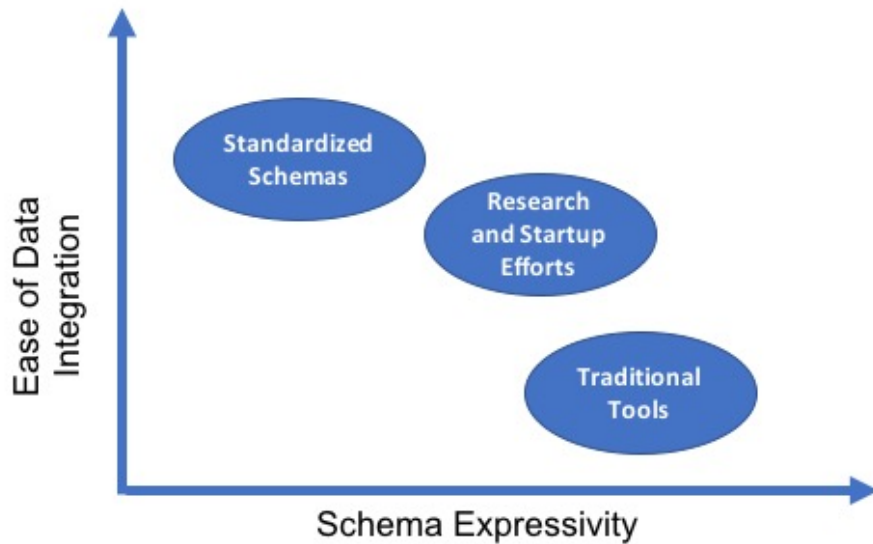 Standardized
Schemas
Research
and Startup
Efforts
Traditional
Tools
Ease of Data
Integration
Schema Expressivity